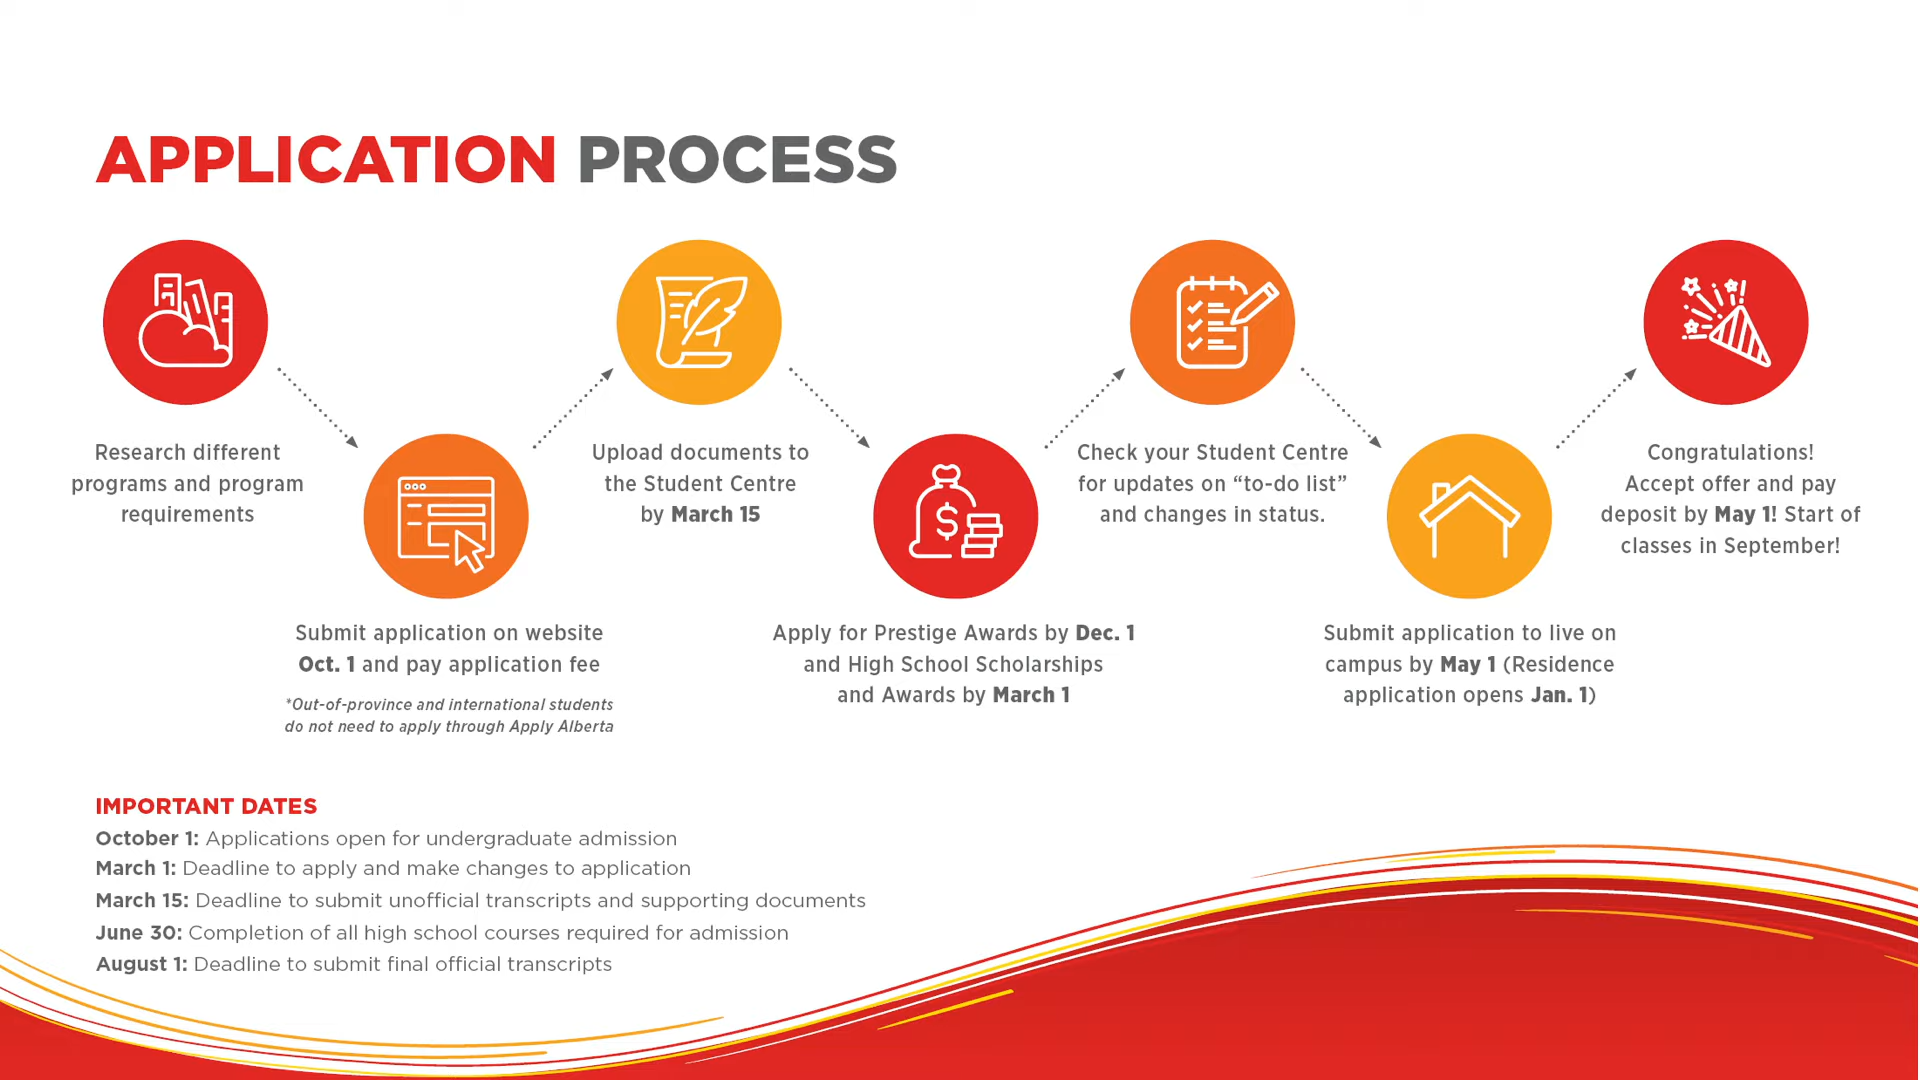 APPLICATION PROCESS
Research different
programs and program
requirements
Submit application on website
Oct. 1 and pay application fee
*Out-of-province and international students
do not need to apply through Apply Alberta
Upload documents to
the Student Centre
by March 15
$
Apply for Prestige Awards by Dec. 1
and High School Scholarships
and Awards by March 1
Check your Student Centre
for updates on “to-do list”
and changes in status.
Submit application to live on
campus by May 1 (Residence
application opens Jan. 1)
Congratulations!
Accept offer and pay
deposit by May 1! Start of
classes in September!
IMPORTANT DATES
October 1: Applications open for undergraduate admission
March 1: Deadline to apply and make changes to application
March 15: Deadline to submit unofficial transcripts and supporting documents
June 30: Completion of all high school courses required for admission
August 1: Deadline to submit final official transcripts